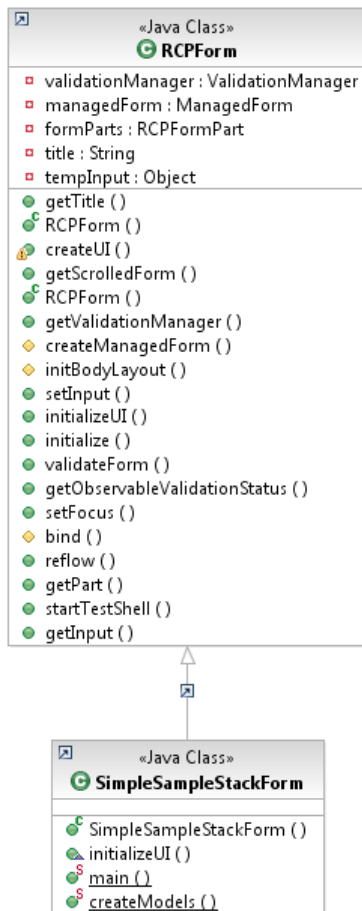 «Java Class»
RCPForm
validationManager : ValidationManager
managedForm : ManagedForm
formParts : RCPFormPart
title : String
tempInput : Object
getTitle ( )
RCPForm ( )
createUI ( )
getScrolledForm ( )
RCPForm ( )
getValidationManager ( )
createManagedForm ( )
initBodyLayout ( )
setInput ( )
initializeUI ( )
initialize ( )
validateForm ( )
getObservableValidationStatus ( )
setFocus ( )
bind ( )
reflow ( )
getPart ( )
startTestShell ( )
getInput ( )
«Java Class»
SimpleSampleStackForm
SimpleSampleStackForm ( )
initializeUI ( )
main ( )
createModels ( )